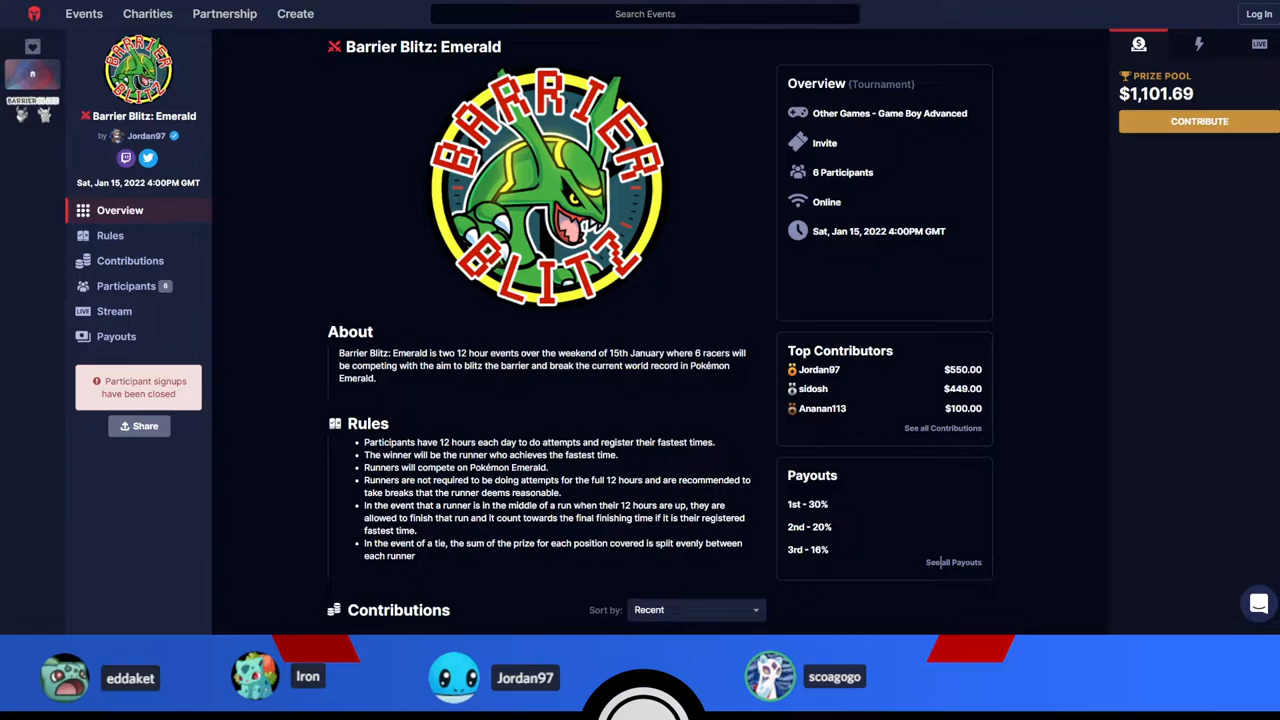 Events Charities Partnership Create Search Events Log In
BARRIER BLITZ
Barrier Blitz: Emerald
by Jordan97
Sat, Jan 15, 2022 4:00PM GMT
Overview
Rules
Contributions
Participants 6
LIVE Stream
Payouts
Participant signups
have been closed
Share
Barrier Blitz: Emerald
BARRIER
BLITZ
About
Barrier Blitz: Emerald is two 12 hour events over the weekend of 15th January where 6 racers will
be competing with the aim to blitz the barrier and break the current world record in Pokémon
Emerald.
Rules
Participants have 12 hours each day to do attempts and register their fastest times.
The winner will be the runner who achieves the fastest time.
Runners will compete on Pokémon Emerald.
Runners are not required to be doing attempts for the full 12 hours and are recommended to
take breaks that the runner deems reasonable.
In the event that a runner is in the middle of a run when their 12 hours are up, they are
allowed to finish that run and it count towards the final finishing time if it is their registered
fastest time.
In the event of a tie, the sum of the prize for each position covered is split evenly between
each runner
Contributions
Sort by: Recent
Overview (Tournament)
Other Games - Game Boy Advanced
Invite
6 Participants
Online
Sat, Jan 15, 2022 4:00PM GMT
Top Contributors
Jordan97 $550.00
sidosh $449.00
Ananan113 $100.00
See all Contributions
Payouts
1st - 30%
2nd - 20%
3rd - 16%
See all Payouts
LIVE
PRIZE POOL
$1,101.69
CONTRIBUTE
eddaket Iron Jordan97 scoagogo